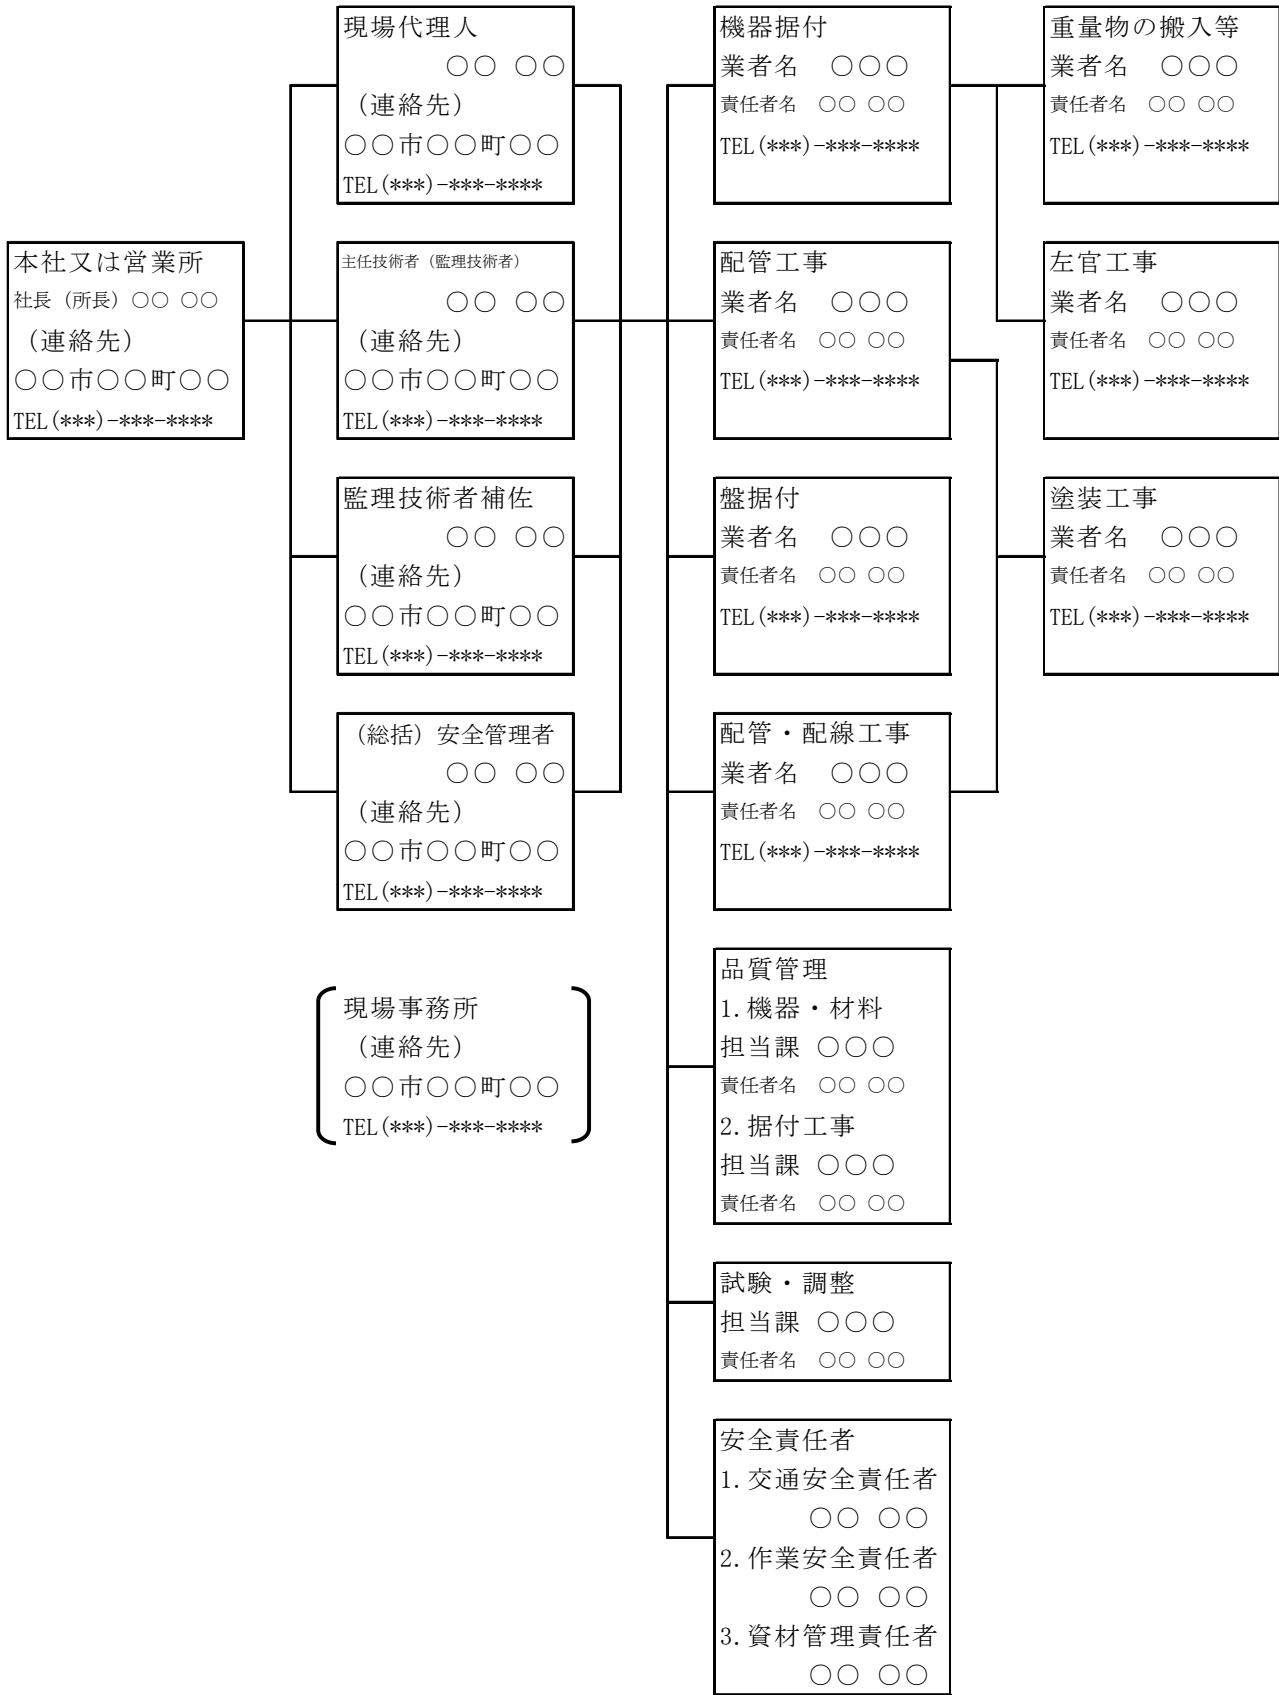 現場代理人
○○ ○○
（連絡先）
○○市○○町○○
TEL(***)-***-****
機器据付
業者名　○○○
責任者名　○○ ○○
TEL(***)-***-****
重量物の搬入等
業者名　○○○
責任者名　○○ ○○
TEL(***)-***-****
本社又は営業所
社長（所長）○○ ○○
（連絡先）
○○市○○町○○
TEL(***)-***-****
主任技術者（監理技術者）
○○ ○○
（連絡先）
○○市○○町○○
TEL(***)-***-****
配管工事
業者名　○○○
責任者名　○○ ○○
TEL(***)-***-****
左官工事
業者名　○○○
責任者名　○○ ○○
TEL(***)-***-****
監理技術者補佐
○○ ○○
（連絡先）
○○市○○町○○
TEL(***)-***-****
盤据付
業者名　○○○
責任者名　○○ ○○
TEL(***)-***-****
塗装工事
業者名　○○○
責任者名　○○ ○○
TEL(***)-***-****
（総括）安全管理者
○○ ○○
（連絡先）
○○市○○町○○
TEL(***)-***-****
配管・配線工事
業者名　○○○
責任者名　○○ ○○
TEL(***)-***-****
現場事務所
（連絡先）
○○市○○町○○
TEL(***)-***-****
品質管理
1.機器・材料
担当課 ○○○
責任者名　○○ ○○
2.据付工事
担当課 ○○○
責任者名　○○ ○○
試験・調整
担当課 ○○○
責任者名　○○ ○○
安全責任者
1.交通安全責任者
○○ ○○
2.作業安全責任者
○○ ○○
3.資材管理責任者
○○ ○○